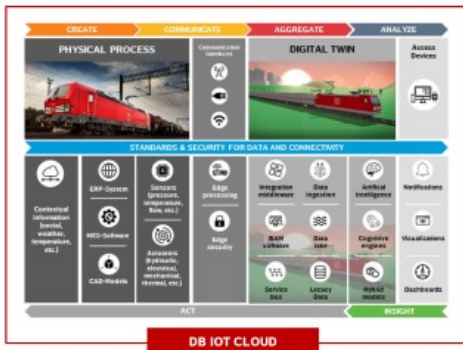 CREATE
COMMUNICATE
AGGREGATE
ANALYZE
PHYSICAL PROCESS
Communication
Interfaces
DIGITAL TWIN
Access
Devices
STANDARDS & SECURITY FOR DATA AND CONNECTIVITY
Contextual
information
(social,
weather,
temperature,
etc.)
ERP-System
MES-Software
CAD-Models
Sensors
(pressure,
temperature,
flow, etc.)
Actuators
(hydraulic,
electrical,
mechanical,
thermal, etc.)
Edge
processing
Edge
security
Integration
middleware
BAM
software
Service
bus
Data
ingestion
Data
lake
Legacy
Data
Artificial
Intelligence
Cognitive
engines
Hybrid
models
Notifications
Visualizations
Dashboards
ACT
INSIGHT
DB IOT CLOUD